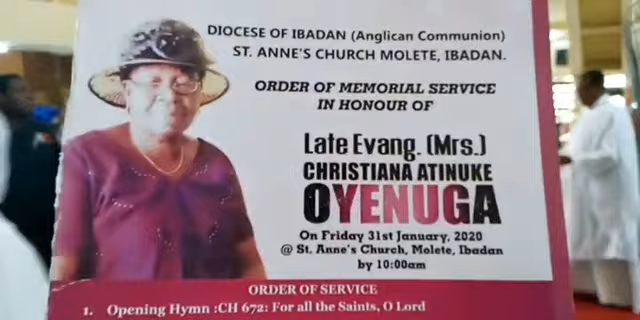 DIOCESE OF IBADAN (Anglican Communion)
ST. ANNE'S CHURCH MOLETE, IBADAN.
ORDER OF MEMORIAL SERVICE
IN HONOUR OF
Late Evang. (Mrs.)
CHRISTIANA ATINUKE
OYENUGA
On Friday 31st January, 2020
@ St. Anne's Church, Molete, Ibadan
by 10:00am
ORDER OF SERVICE
1. Opening Hymn :CH 672: For all the Saints, O Lord